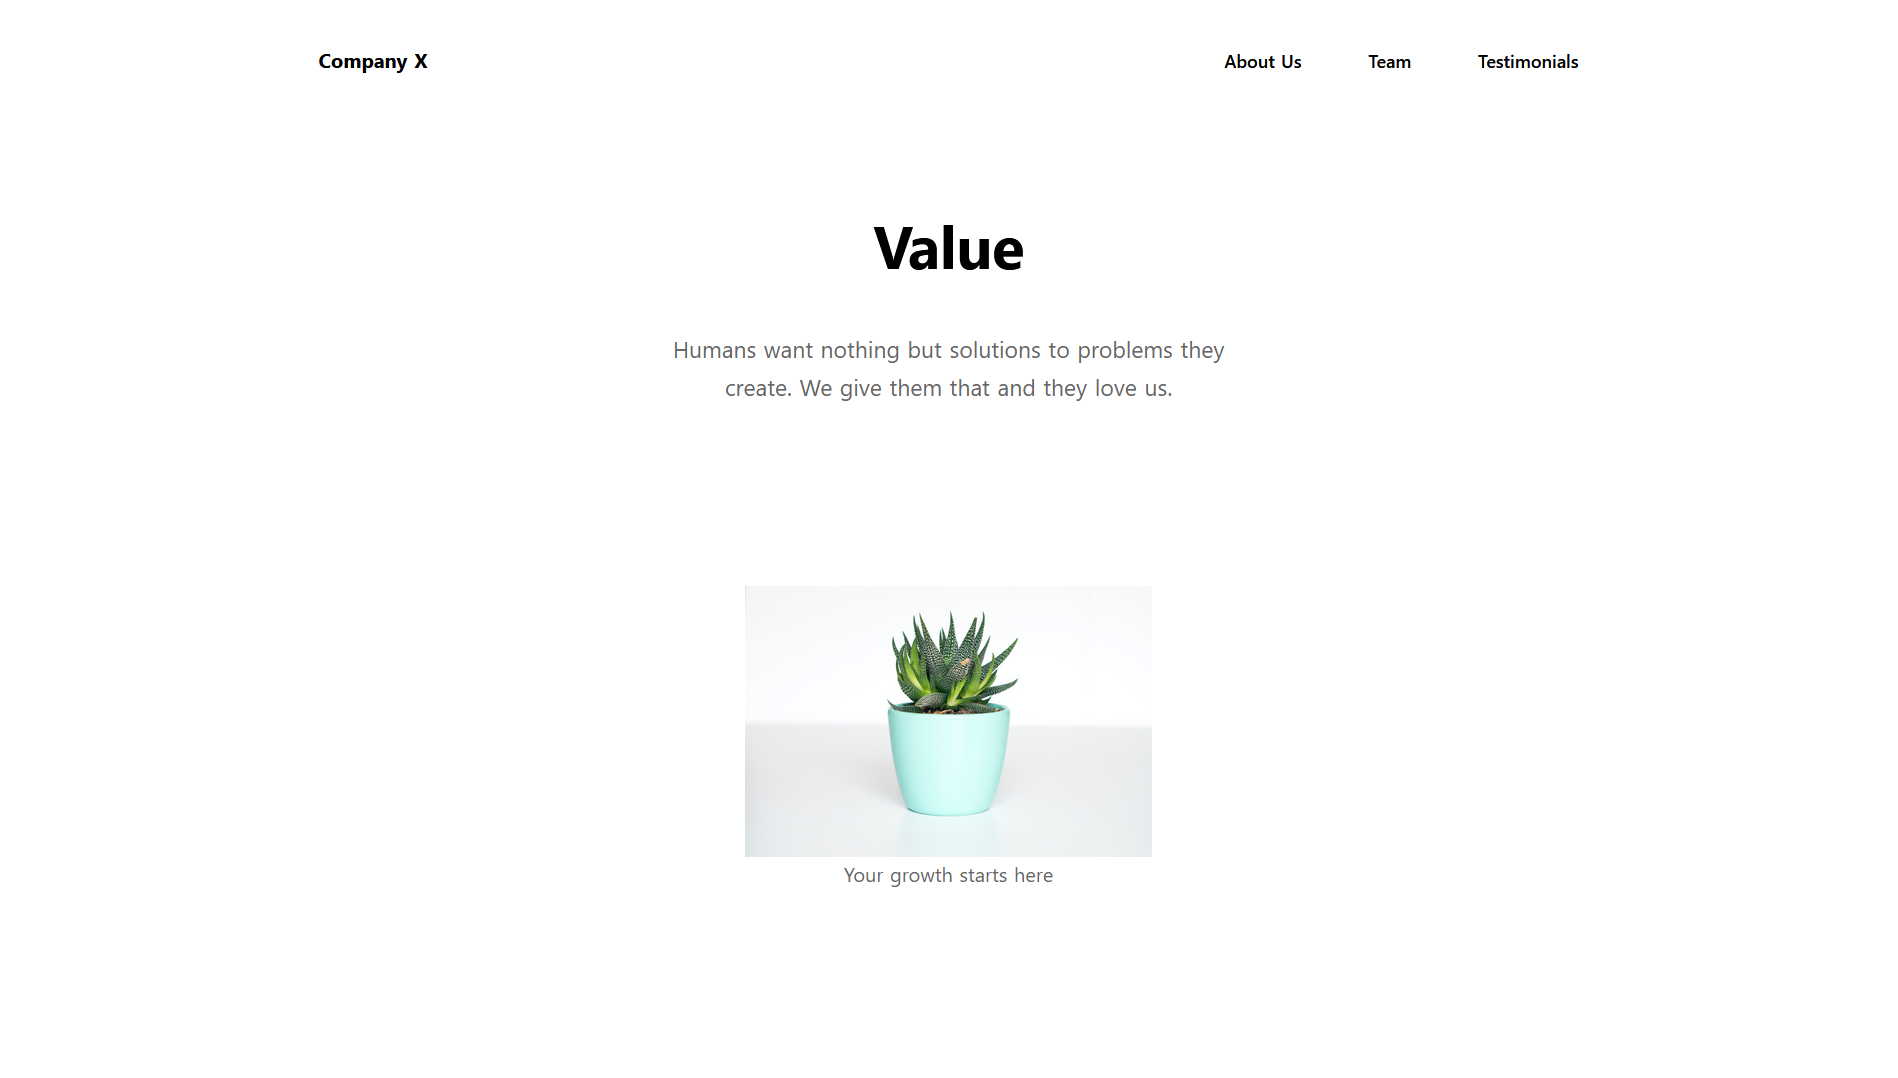 Company X
About Us
Team
Testimonials
Value
Humans want nothing but solutions to problems they
create. We give them that and they love us.
Your growth starts here